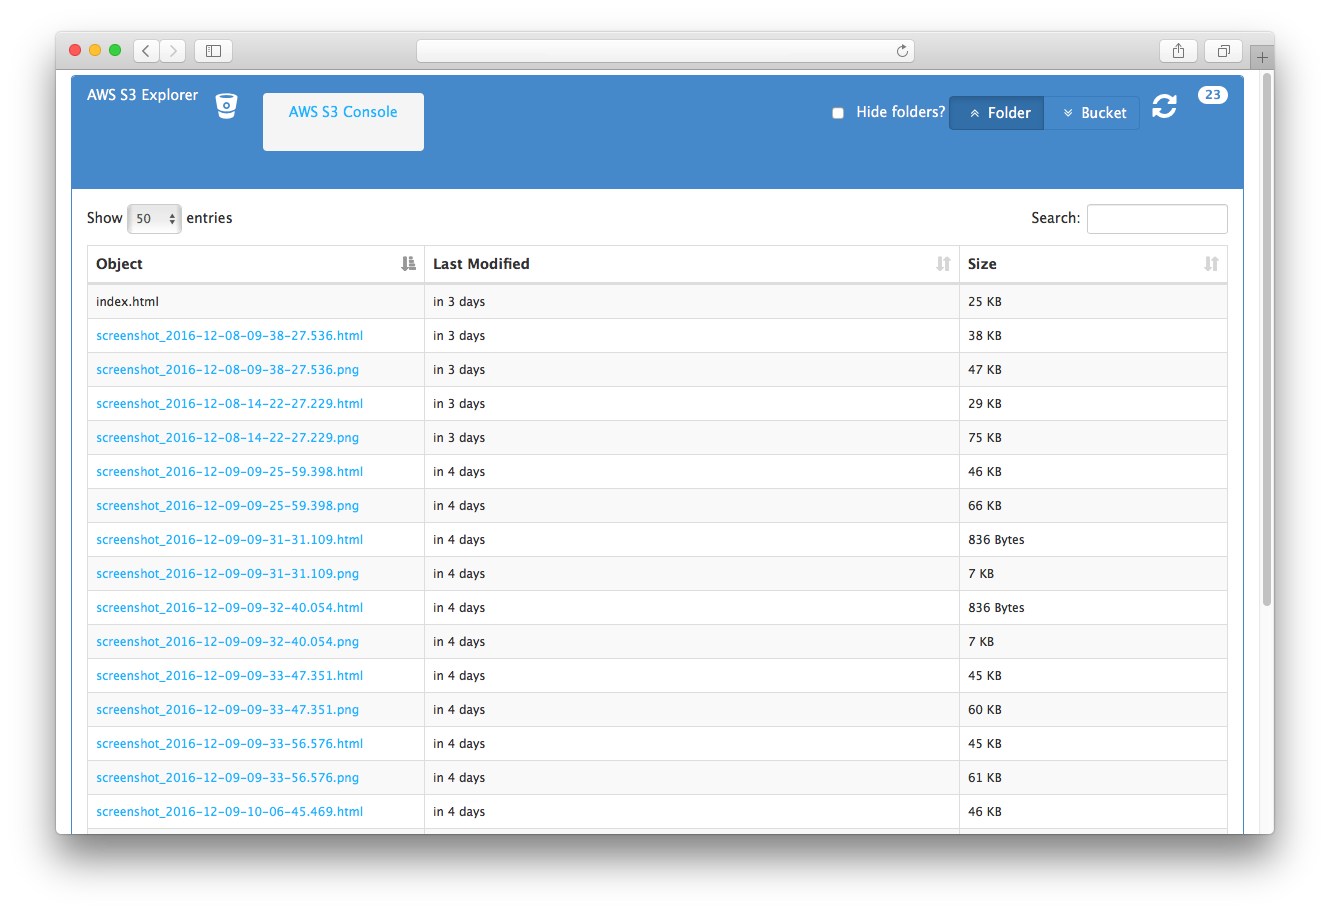 AWS S3 Explorer
AWS S3 Console
Hide folders?
Folder
Bucket
23
Show 50 entries
Search:
Object Last Modified Size
index.html in 3 days 25 KB
screenshot_2016-12-08-09-38-27.536.html in 3 days 38 KB
screenshot_2016-12-08-09-38-27.536.png in 3 days 47 KB
screenshot_2016-12-08-14-22-27.229.html in 3 days 29 KB
screenshot_2016-12-08-14-22-27.229.png in 3 days 75 KB
screenshot_2016-12-09-09-25-59.398.html in 4 days 46 KB
screenshot_2016-12-09-09-25-59.398.png in 4 days 66 KB
screenshot_2016-12-09-09-31-31.109.html in 4 days 836 Bytes
screenshot_2016-12-09-09-31-31.109.png in 4 days 7 KB
screenshot_2016-12-09-09-32-40.054.html in 4 days 836 Bytes
screenshot_2016-12-09-09-32-40.054.png in 4 days 7 KB
screenshot_2016-12-09-09-33-47.351.html in 4 days 45 KB
screenshot_2016-12-09-09-33-47.351.png in 4 days 60 KB
screenshot_2016-12-09-09-33-56.576.html in 4 days 45 KB
screenshot_2016-12-09-09-33-56.576.png in 4 days 61 KB
screenshot_2016-12-09-10-06-45.469.html in 4 days 46 KB